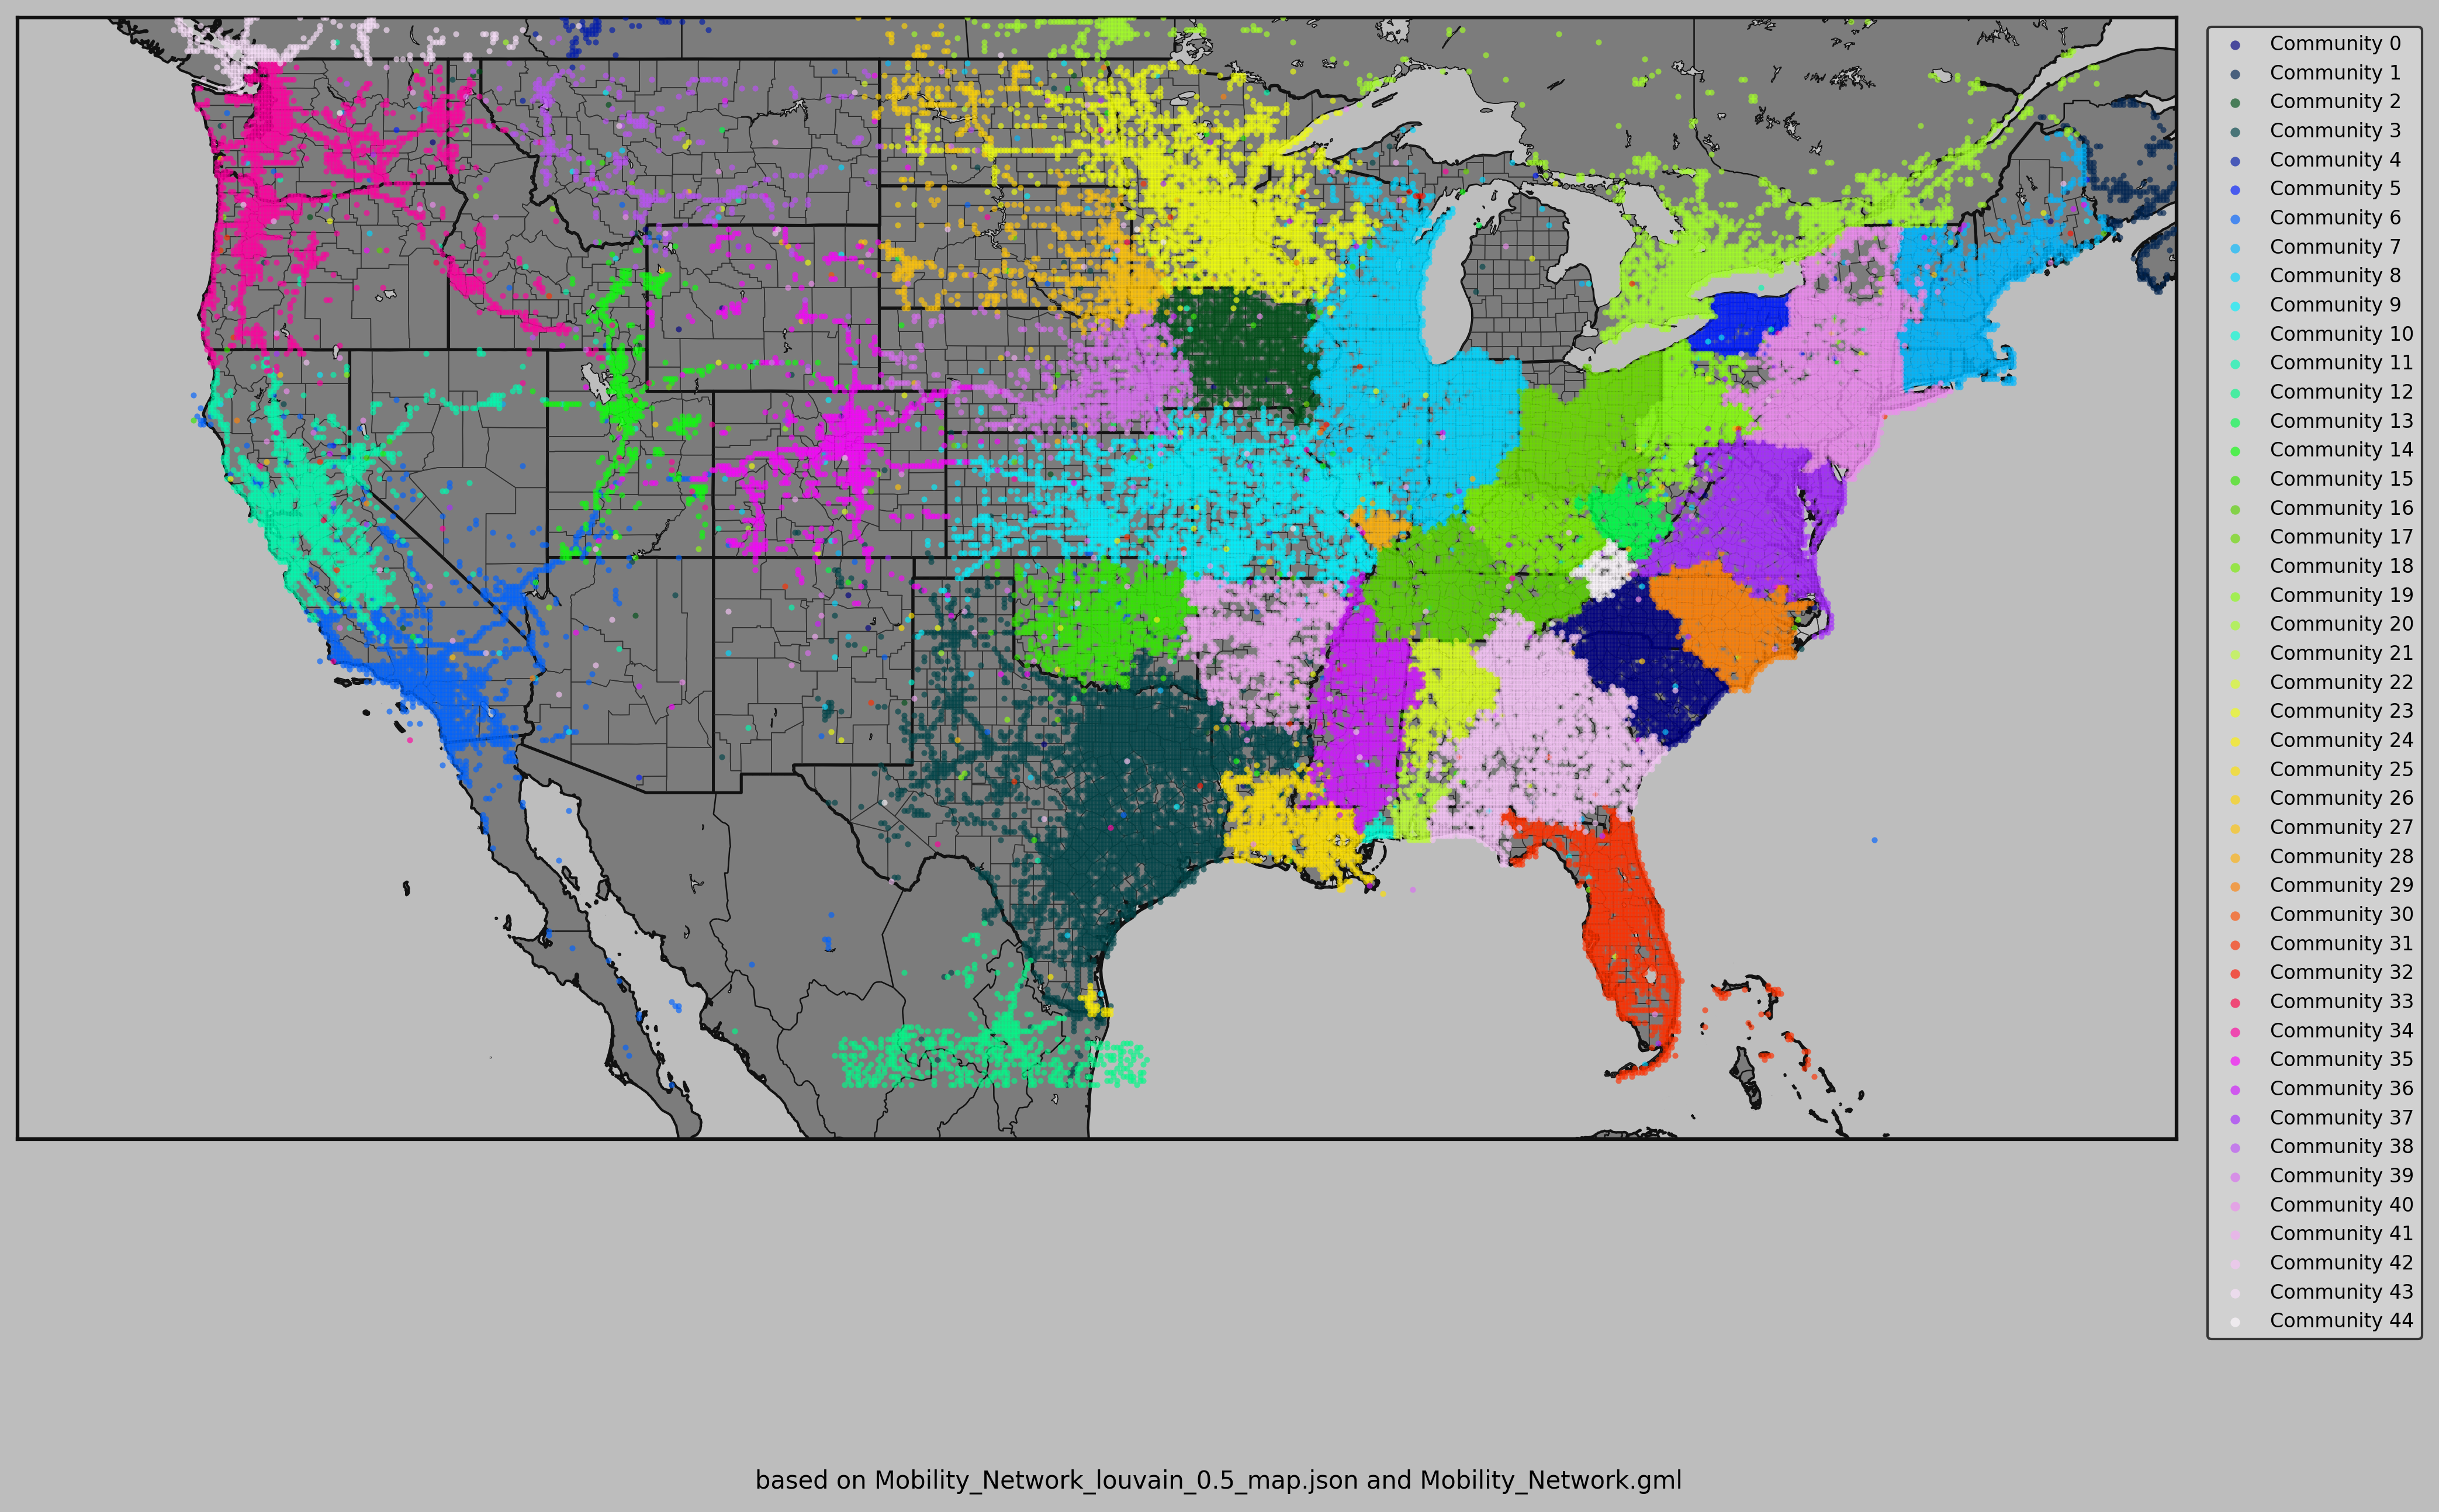 Community 0
Community 1
Community 2
Community 3
Community 4
Community 5
Community 6
Community 7
Community 8
Community 9
Community 10
Community 11
Community 12
Community 13
Community 14
Community 15
Community 16
Community 17
Community 18
Community 19
Community 20
Community 21
Community 22
Community 23
Community 24
Community 25
Community 26
Community 27
Community 28
Community 29
Community 30
Community 31
Community 32
Community 33
Community 34
Community 35
Community 36
Community 37
Community 38
Community 39
Community 40
Community 41
Community 42
Community 43
Community 44
based on Mobility_Network_louvain_0.5_map.json and Mobility_Network.gml